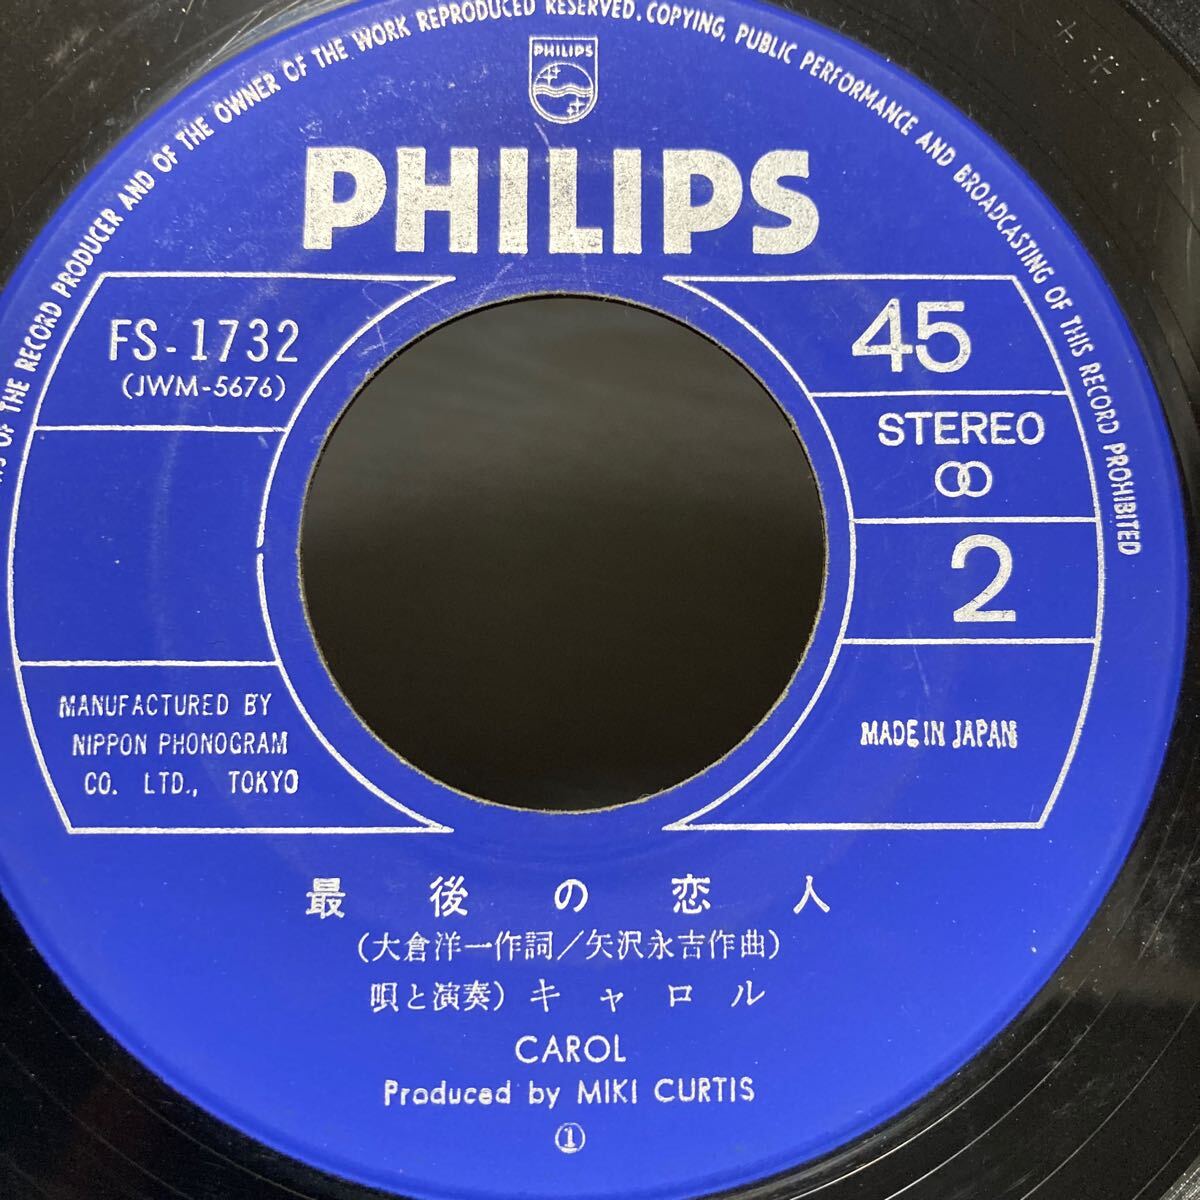 OF THE RECORD PRODUCER AND OF THE OWNER OF THE WORK REPRODUCED RESERVED. COPYING, PUBLIC PERFORMANCE AND BROADCASTING OF THIS RECORD PROHIBITED
PHILIPS
PHILIPS
FS-1732
(JWM-5676)
45
STEREO
2
MANUFACTURED BY
NIPPON PHONOGRAM
CO. LTD., TOKYO
MADE IN JAPAN
最後の恋人
(大倉洋一作詞/矢沢永吉作曲)
唄と演奏) キャロル
CAROL
Produced by MIKI CURTIS
①